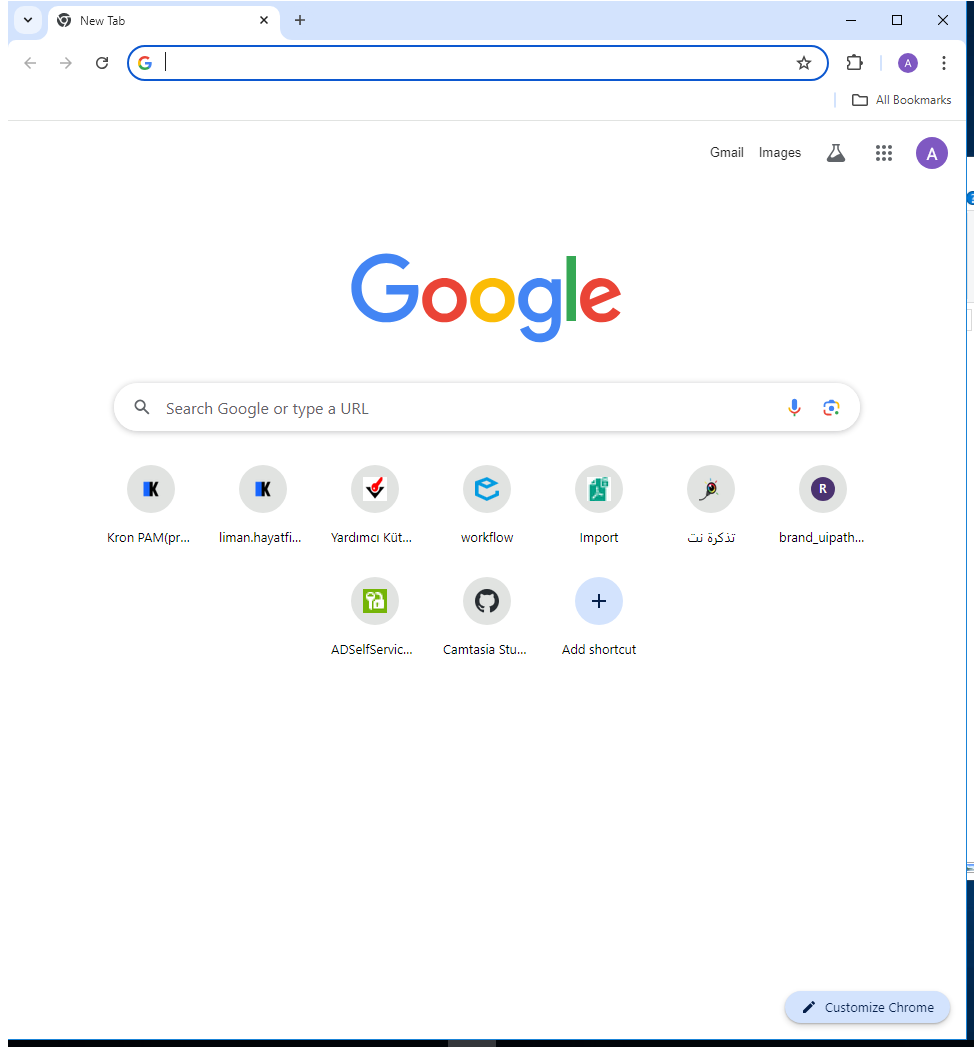 New Tab
A
All Bookmarks
Gmail Images
A
Google
Search Google or type a URL
Kron PAM(pr... liman.hayatfi... Yardımcı Küt... workflow Import تذكرة نت brand_uipath...
R
ADSelfServic... Camtasia Stu... Add shortcut
Customize Chrome